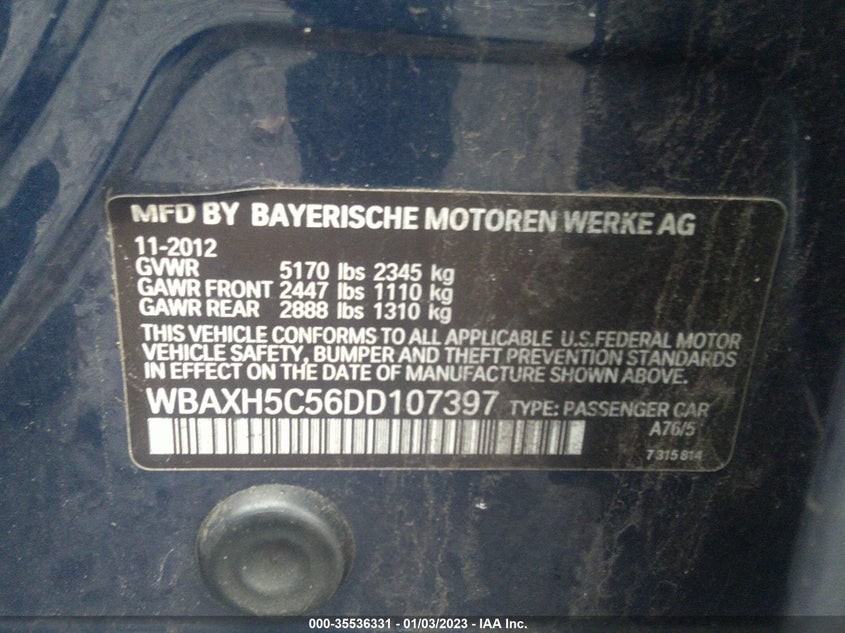 MFD BY BAYERISCHE MOTOREN WERKE AG
11-2012
GVWR 5170 lbs 2345 kg
GAWR FRONT 2447 lbs 1110 kg
GAWR REAR 2888 lbs 1310 kg
THIS VEHICLE CONFORMS TO ALL APPLICABLE U.S.FEDERAL MOTOR
VEHICLE SAFETY, BUMPER AND THEFT PREVENTION STANDARDS
IN EFFECT ON THE DATE OF MANUFACTURE SHOWN ABOVE.
WBAXH5C56DD107397 TYPE: PASSENGER CAR
A76/5
7 315 814
000-35536331 - 01/03/2023 - IAA Inc.